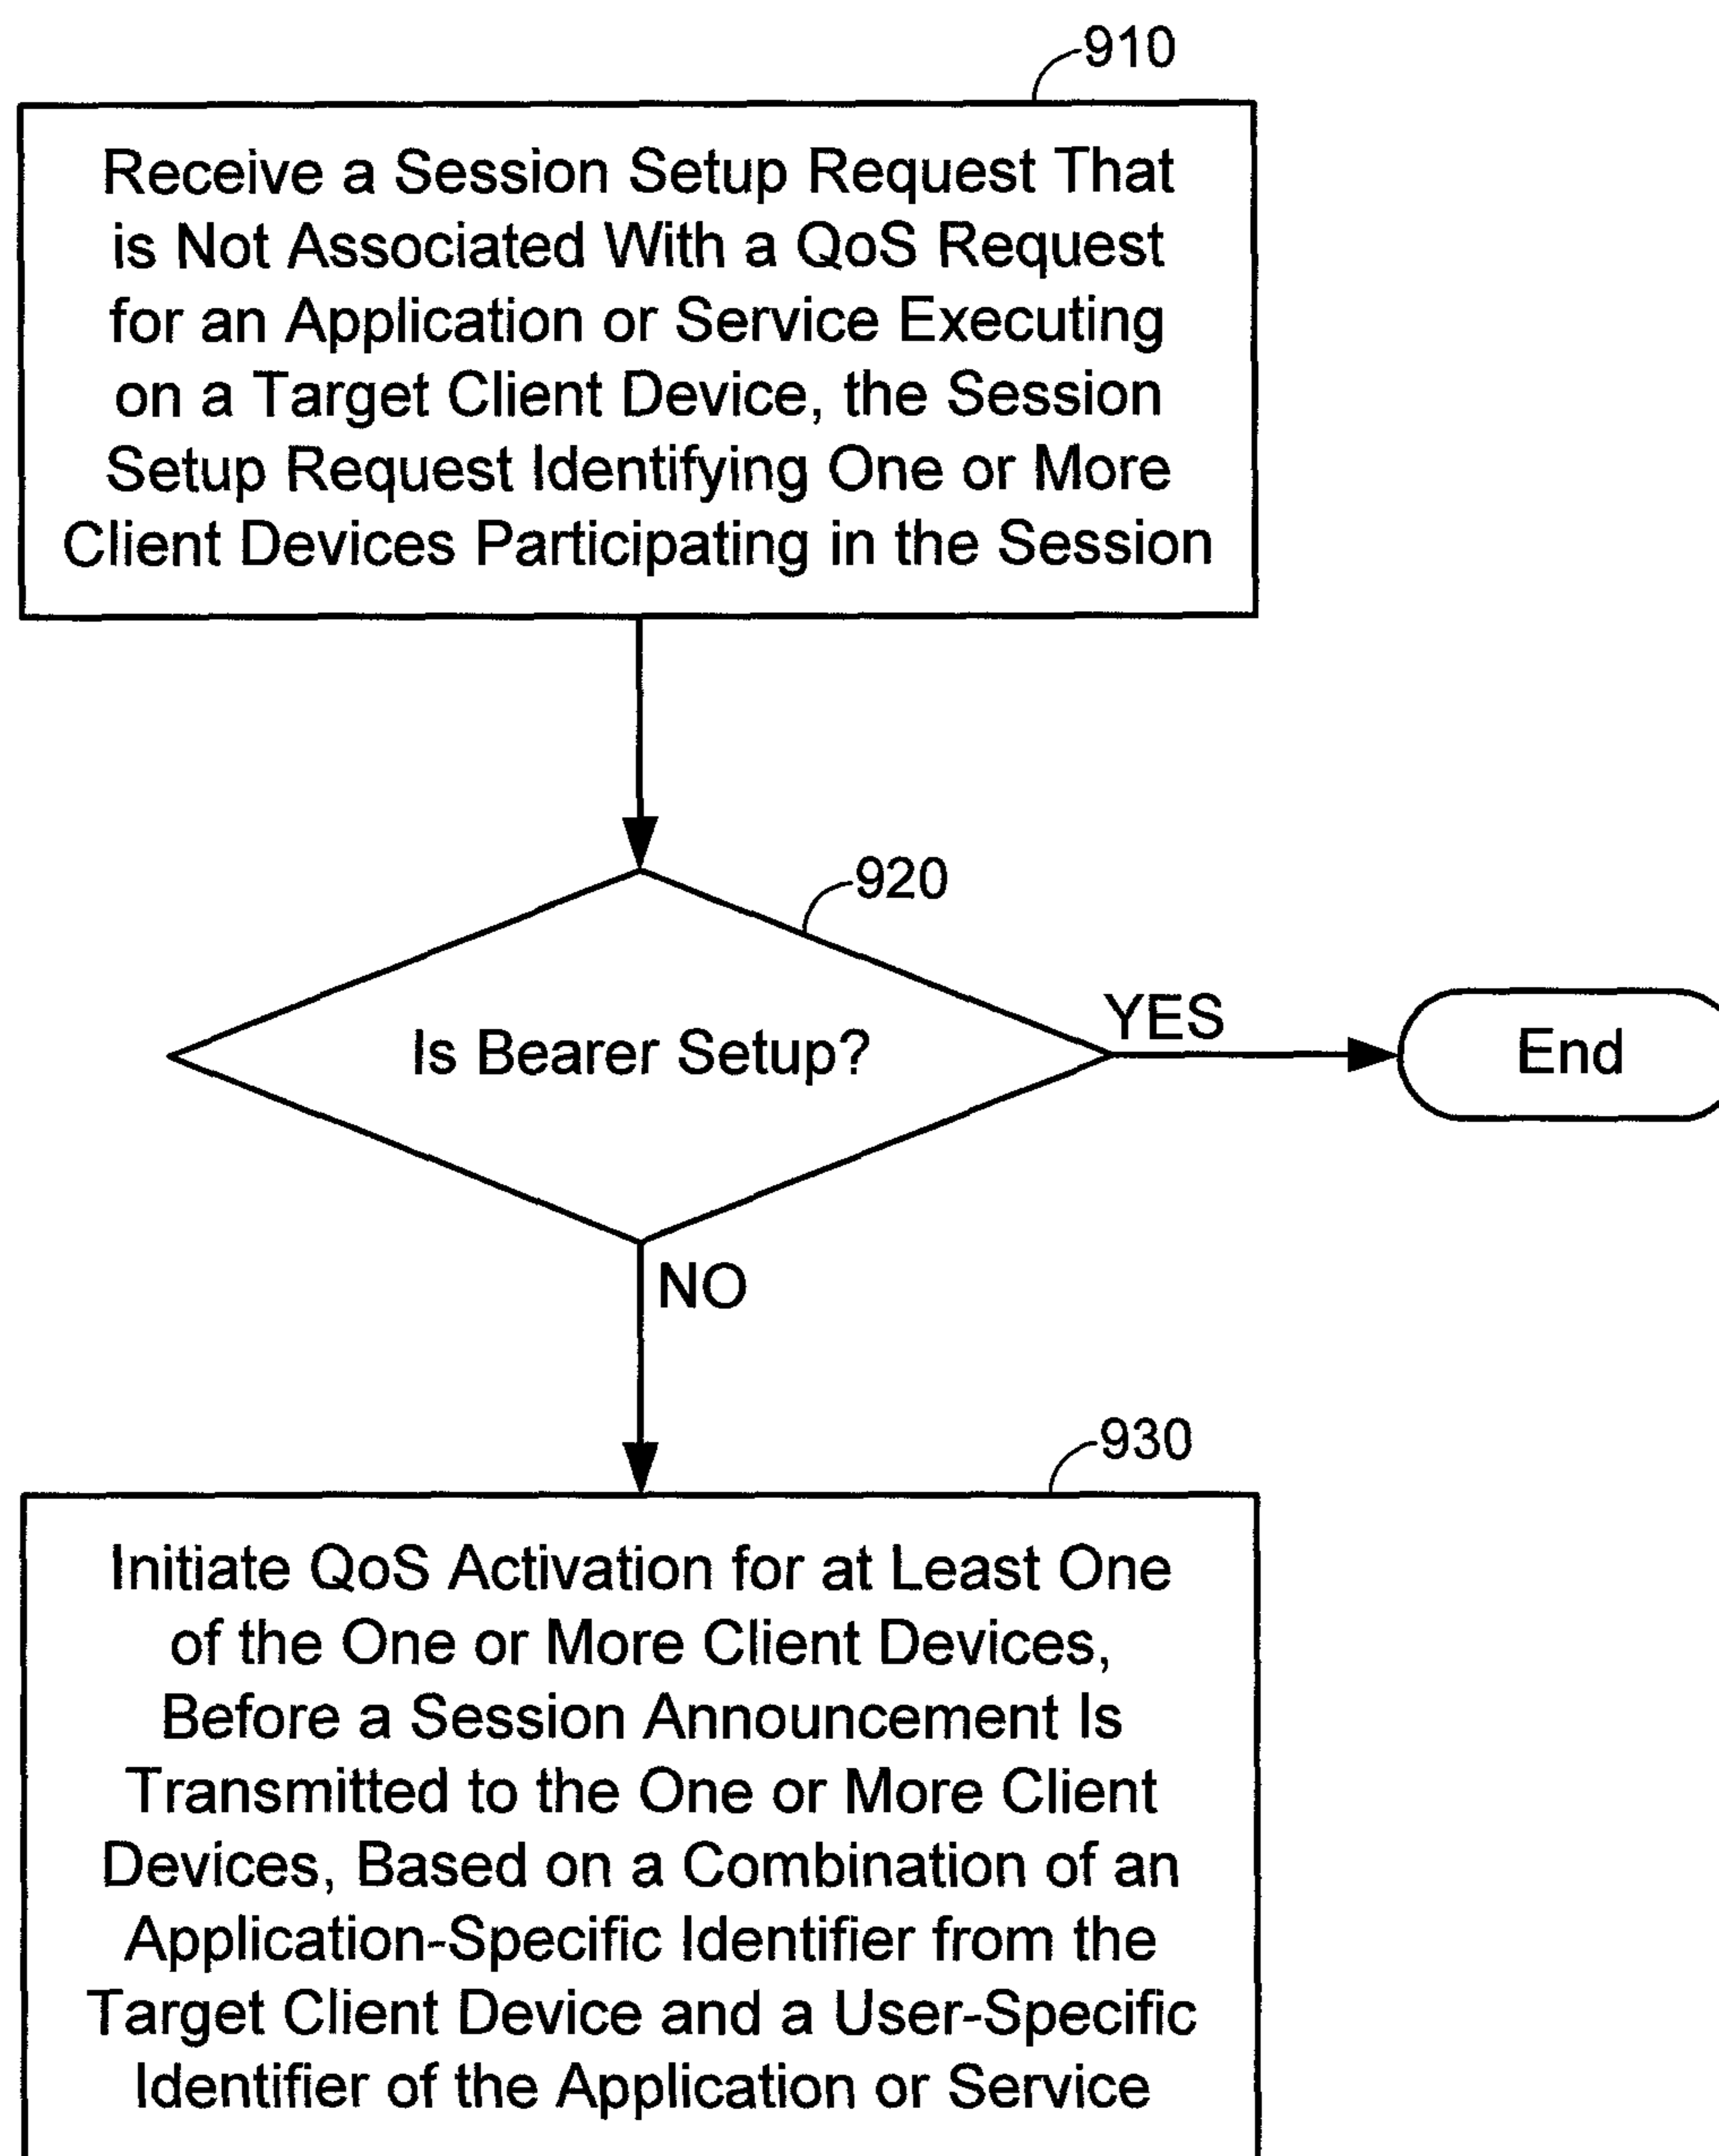 910
Receive a Session Setup Request That
is Not Associated With a QoS Request
for an Application or Service Executing
on a Target Client Device, the Session
Setup Request Identifying One or More
Client Devices Participating in the Session
920
Is Bearer Setup?
YES
End
NO
930
Initiate QoS Activation for at Least One
of the One or More Client Devices,
Before a Session Announcement Is
Transmitted to the One or More Client
Devices, Based on a Combination of an
Application-Specific Identifier from the
Target Client Device and a User-Specific
Identifier of the Application or Service